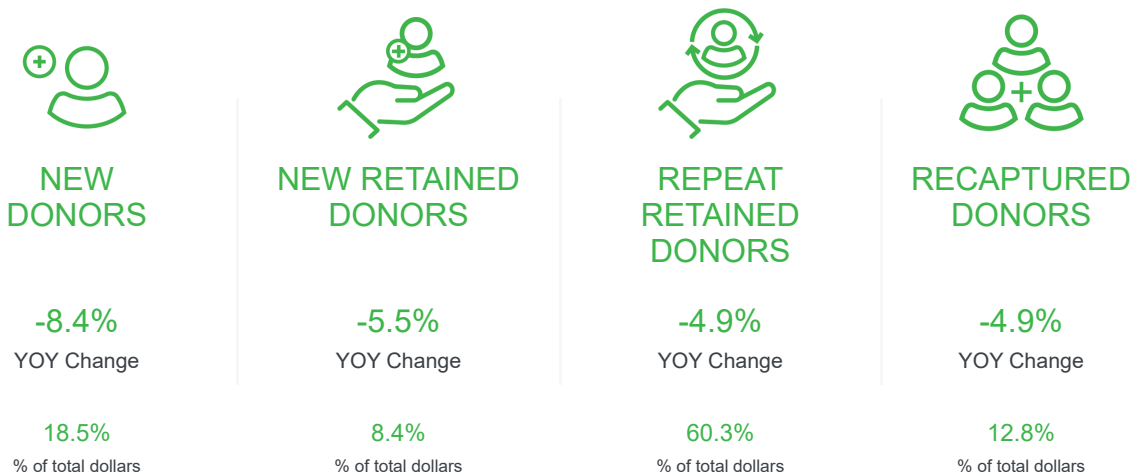 NEW
DONORS
-8.4%
YOY Change
18.5%
% of total dollars
NEW RETAINED
DONORS
-5.5%
YOY Change
8.4%
% of total dollars
REPEAT
RETAINED
DONORS
-4.9%
YOY Change
60.3%
% of total dollars
RECAPTURED
DONORS
-4.9%
YOY Change
12.8%
% of total dollars